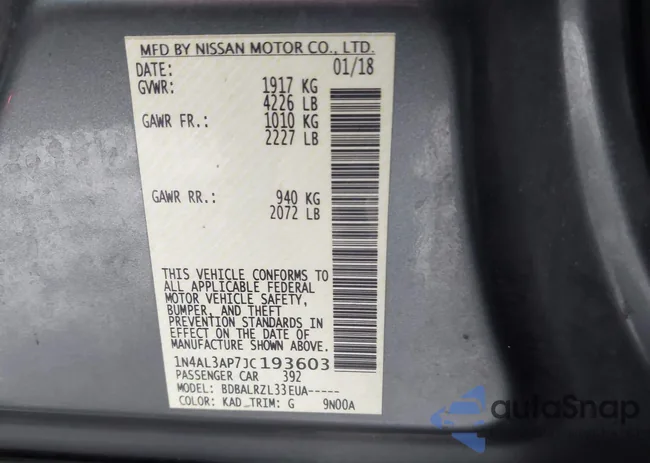 MFD BY NISSAN MOTOR CO., LTD.
DATE: 01/18
GVWR: 1917 KG
4226 LB
GAWR FR.: 1010 KG
2227 LB
GAWR RR.: 940 KG
2072 LB
THIS VEHICLE CONFORMS TO
ALL APPLICABLE FEDERAL
MOTOR VEHICLE SAFETY,
BUMPER, AND THEFT
PREVENTION STANDARDS IN
EFFECT ON THE DATE OF
MANUFACTURE SHOWN ABOVE.
1N4AL3AP7JC193603
PASSENGER CAR 392
MODEL: BDBALRZL33EUA-----
COLOR: KAD TRIM: G 9N00A
autoSnap